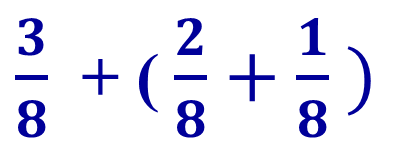 3/8 + (2/8 + 1/8)